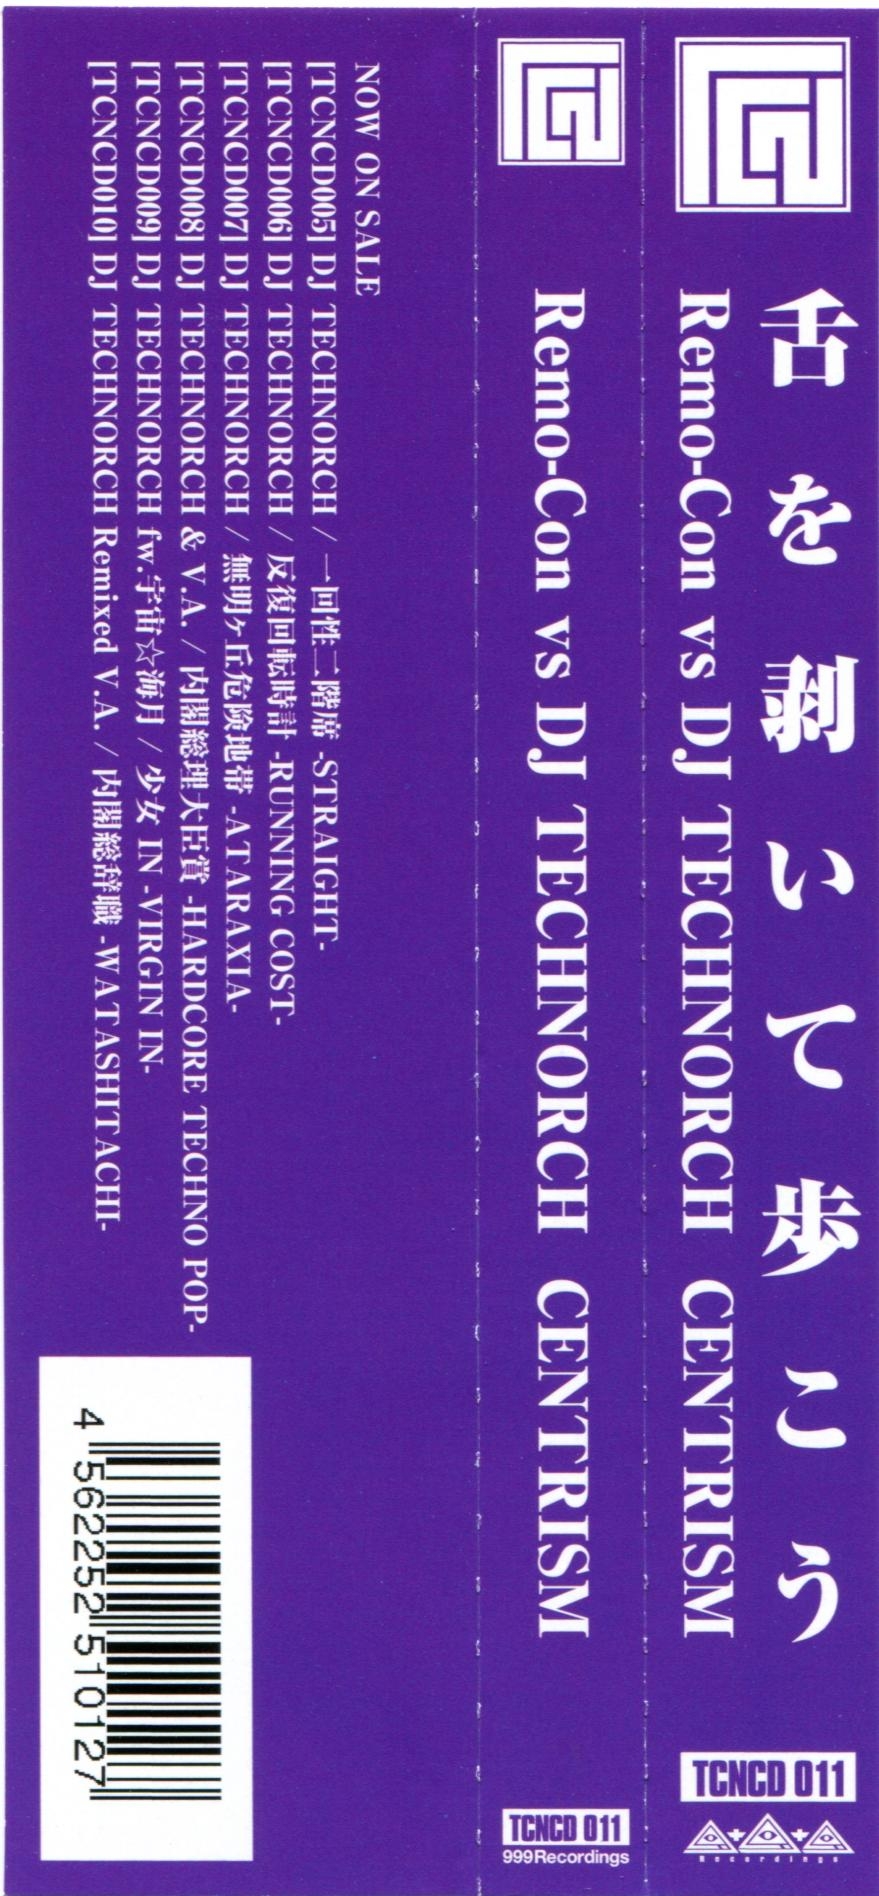 舌を剥いて歩こう
Remo-Con vs DJ TECHNORCH CENTRISM
TCNCD 011
Recordings
Remo-Con vs DJ TECHNORCH CENTRISM
TCNCD 011
999Recordings
NOW ON SALE
[TCNCD005] DJ TECHNORCH / 一回性二階席 -STRAIGHT-
[TCNCD006] DJ TECHNORCH / 反復回転時計 -RUNNING COST-
[TCNCD007] DJ TECHNORCH / 無明ヶ丘危険地帯 -ATARAXIA-
[TCNCD008] DJ TECHNORCH & V.A. / 内閣総理大臣賞 -HARDCORE TECHNO POP-
[TCNCD009] DJ TECHNORCH fw.宇宙☆海月 / 少女 IN -VIRGIN IN-
[TCNCD010] DJ TECHNORCH Remixed V.A. / 内閣総辞職 -WATASHITACHI-
4 562252 510127